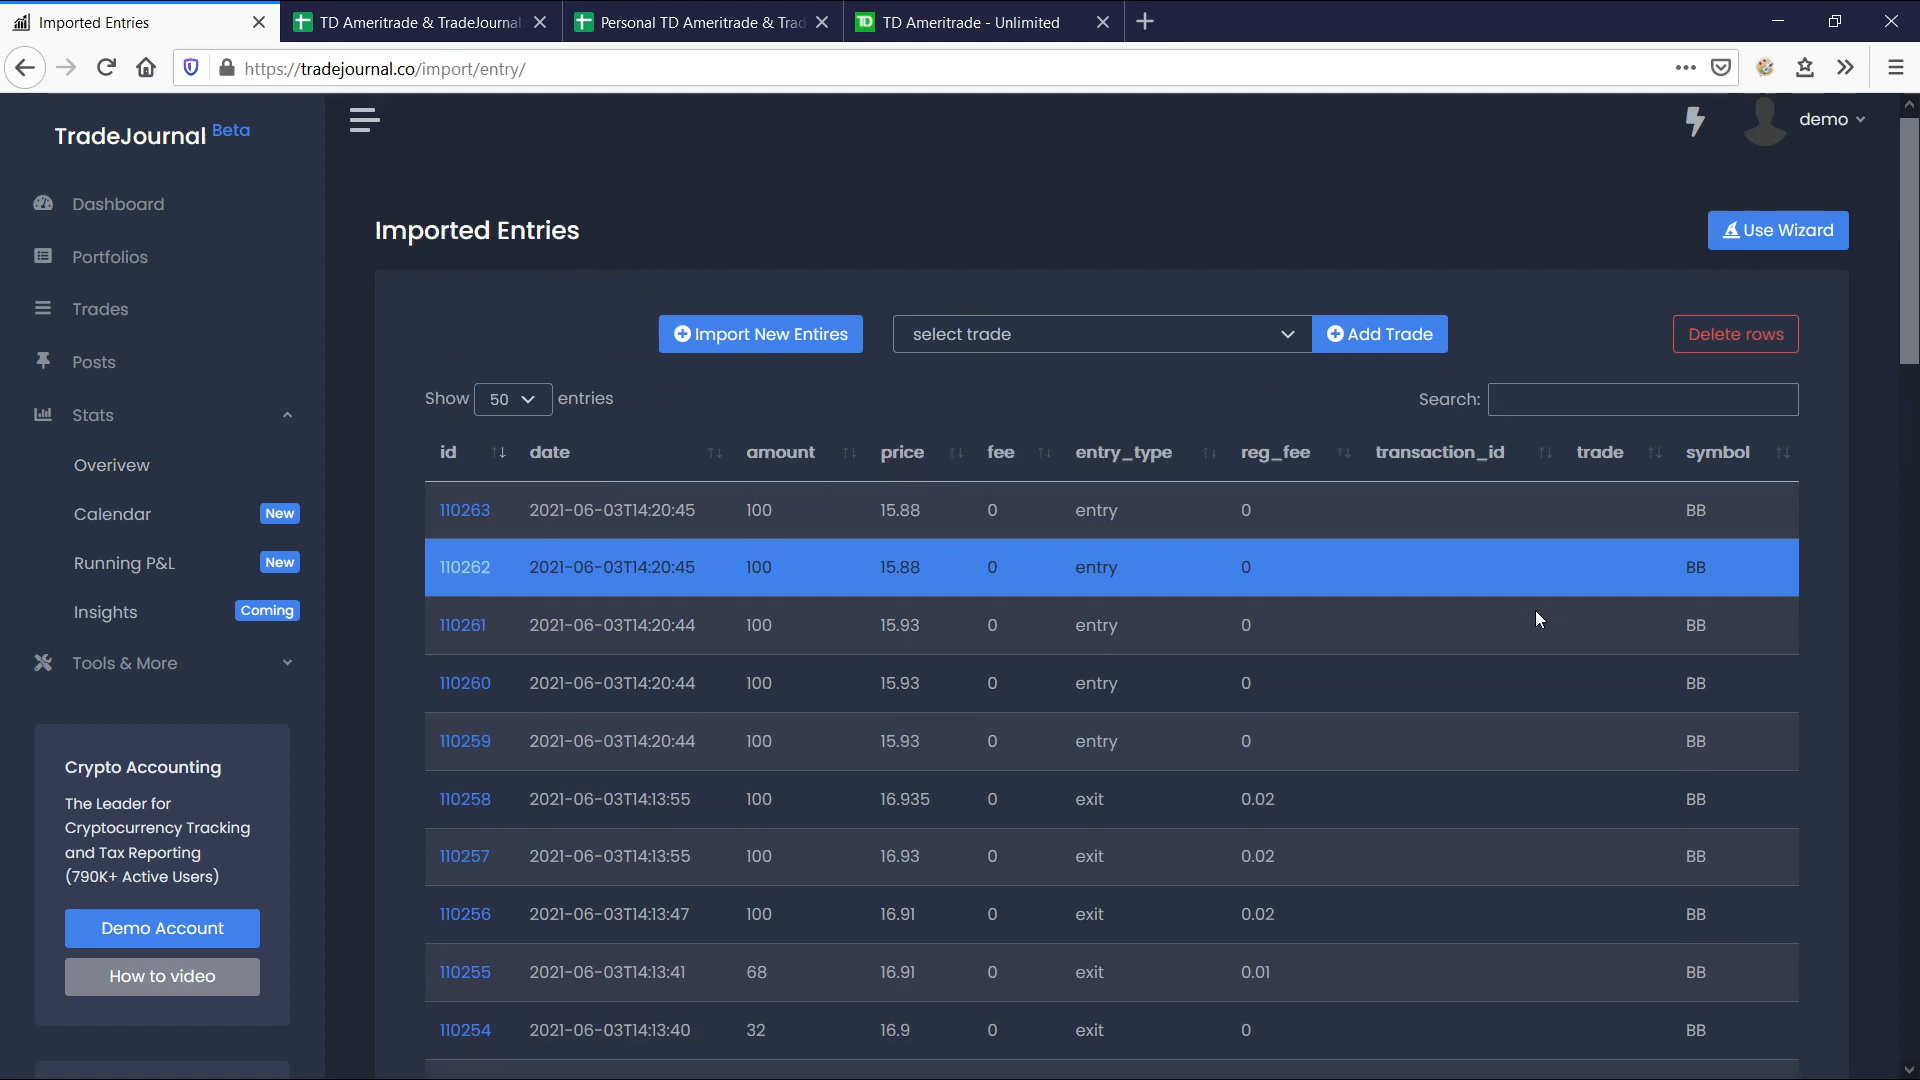 Imported Entries
TD Ameritrade & TradeJournal
Personal TD Ameritrade & Trad
TD Ameritrade - Unlimited
https://tradejournal.co/import/entry/
TradeJournal Beta
demo
Dashboard
Portfolios
Trades
Posts
Stats
Overivew
Calendar New
Running P&L New
Insights Coming
Tools & More
Crypto Accounting
The Leader for
Cryptocurrency Tracking
and Tax Reporting
(790K+ Active Users)
Demo Account
How to video
Imported Entries
Use Wizard
Import New Entires
select trade
Add Trade
Delete rows
Show 50 entries
Search:
id date amount price fee entry_type reg_fee transaction_id trade symbol
110263 2021-06-03T14:20:45 100 15.88 0 entry 0 BB
110262 2021-06-03T14:20:45 100 15.88 0 entry 0 BB
110261 2021-06-03T14:20:44 100 15.93 0 entry 0 BB
110260 2021-06-03T14:20:44 100 15.93 0 entry 0 BB
110259 2021-06-03T14:20:44 100 15.93 0 entry 0 BB
110258 2021-06-03T14:13:55 100 16.935 0 exit 0.02 BB
110257 2021-06-03T14:13:55 100 16.93 0 exit 0.02 BB
110256 2021-06-03T14:13:47 100 16.91 0 exit 0.02 BB
110255 2021-06-03T14:13:41 68 16.91 0 exit 0.01 BB
110254 2021-06-03T14:13:40 32 16.9 0 exit 0 BB